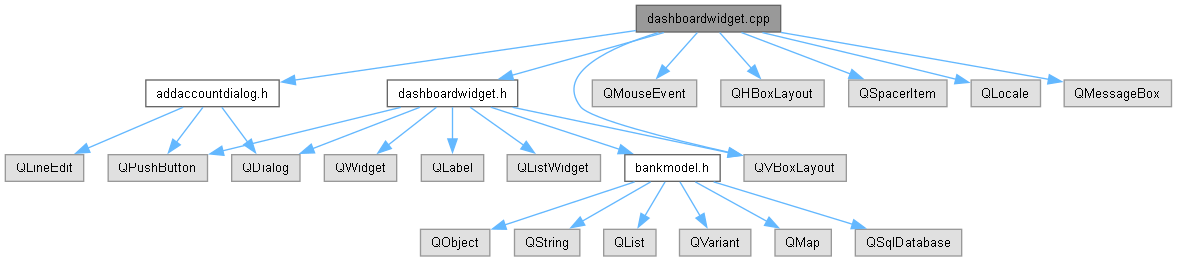 dashboardwidget.cpp
addaccountdialog.h
dashboardwidget.h
QMouseEvent
QHBoxLayout
QSpacerItem
QLocale
QMessageBox
QLineEdit
QPushButton
QDialog
QWidget
QLabel
QListWidget
bankmodel.h
QVBoxLayout
QObject
QString
QList
QVariant
QMap
QSqlDatabase